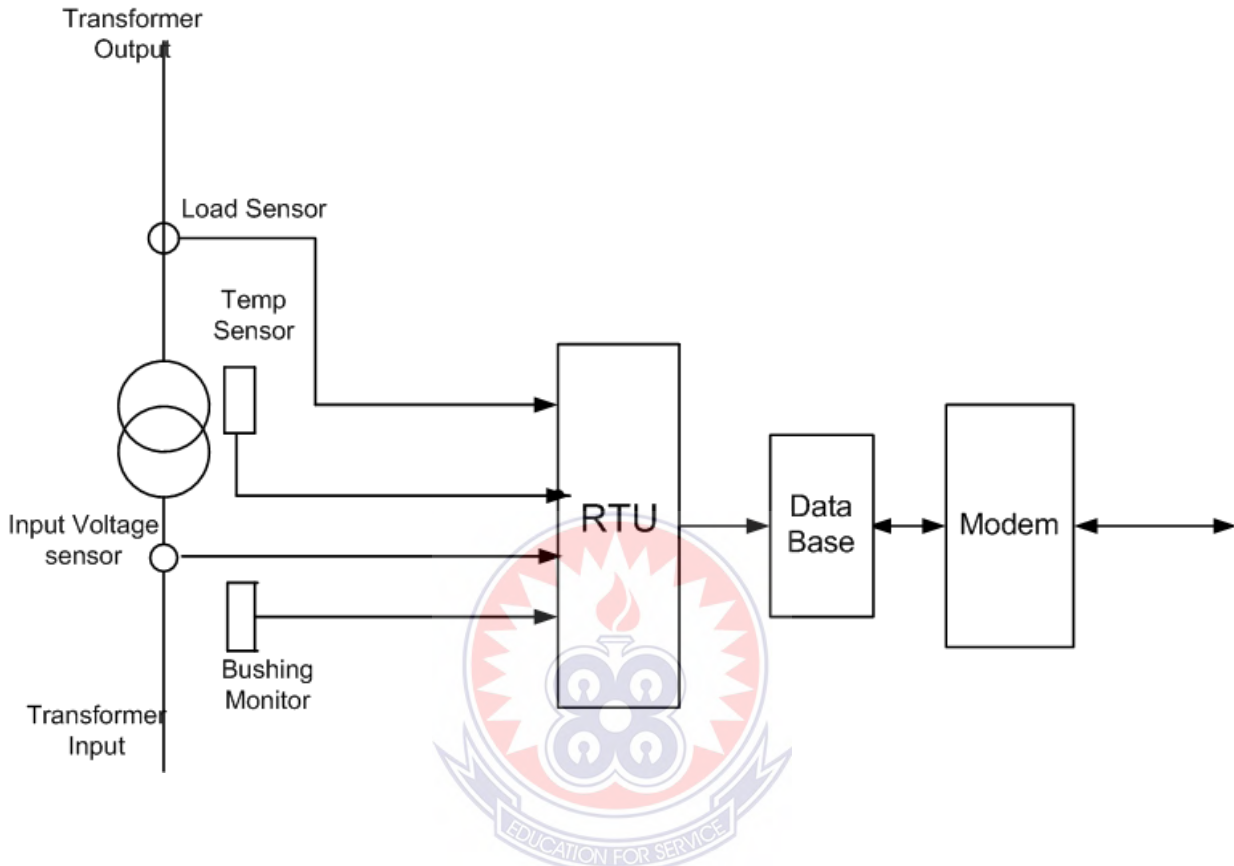 Transformer
Output
Load Sensor
Temp
Sensor
Input Voltage
sensor
RTU
Data
Base
Modem
Bushing
Monitor
Transformer
Input
EDUCATION FOR SERVICE